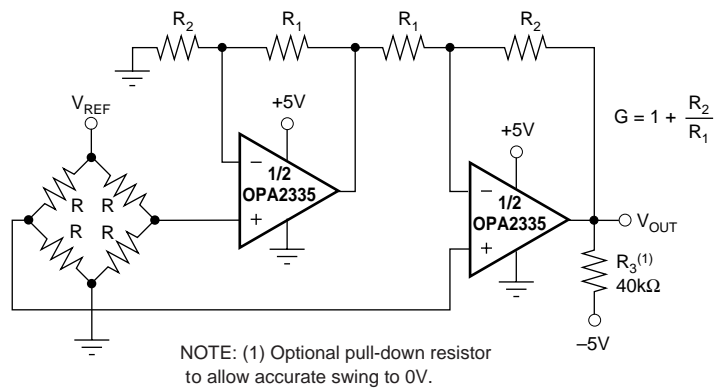 R2 R1 R1 R2
VREF
+5V
+5V
G = 1 + R2/R1
R R
R R
−
1/2
OPA2335
+
−
1/2
OPA2335
+
VOUT
R3(1)
40kΩ
−5V
NOTE: (1) Optional pull-down resistor
to allow accurate swing to 0V.